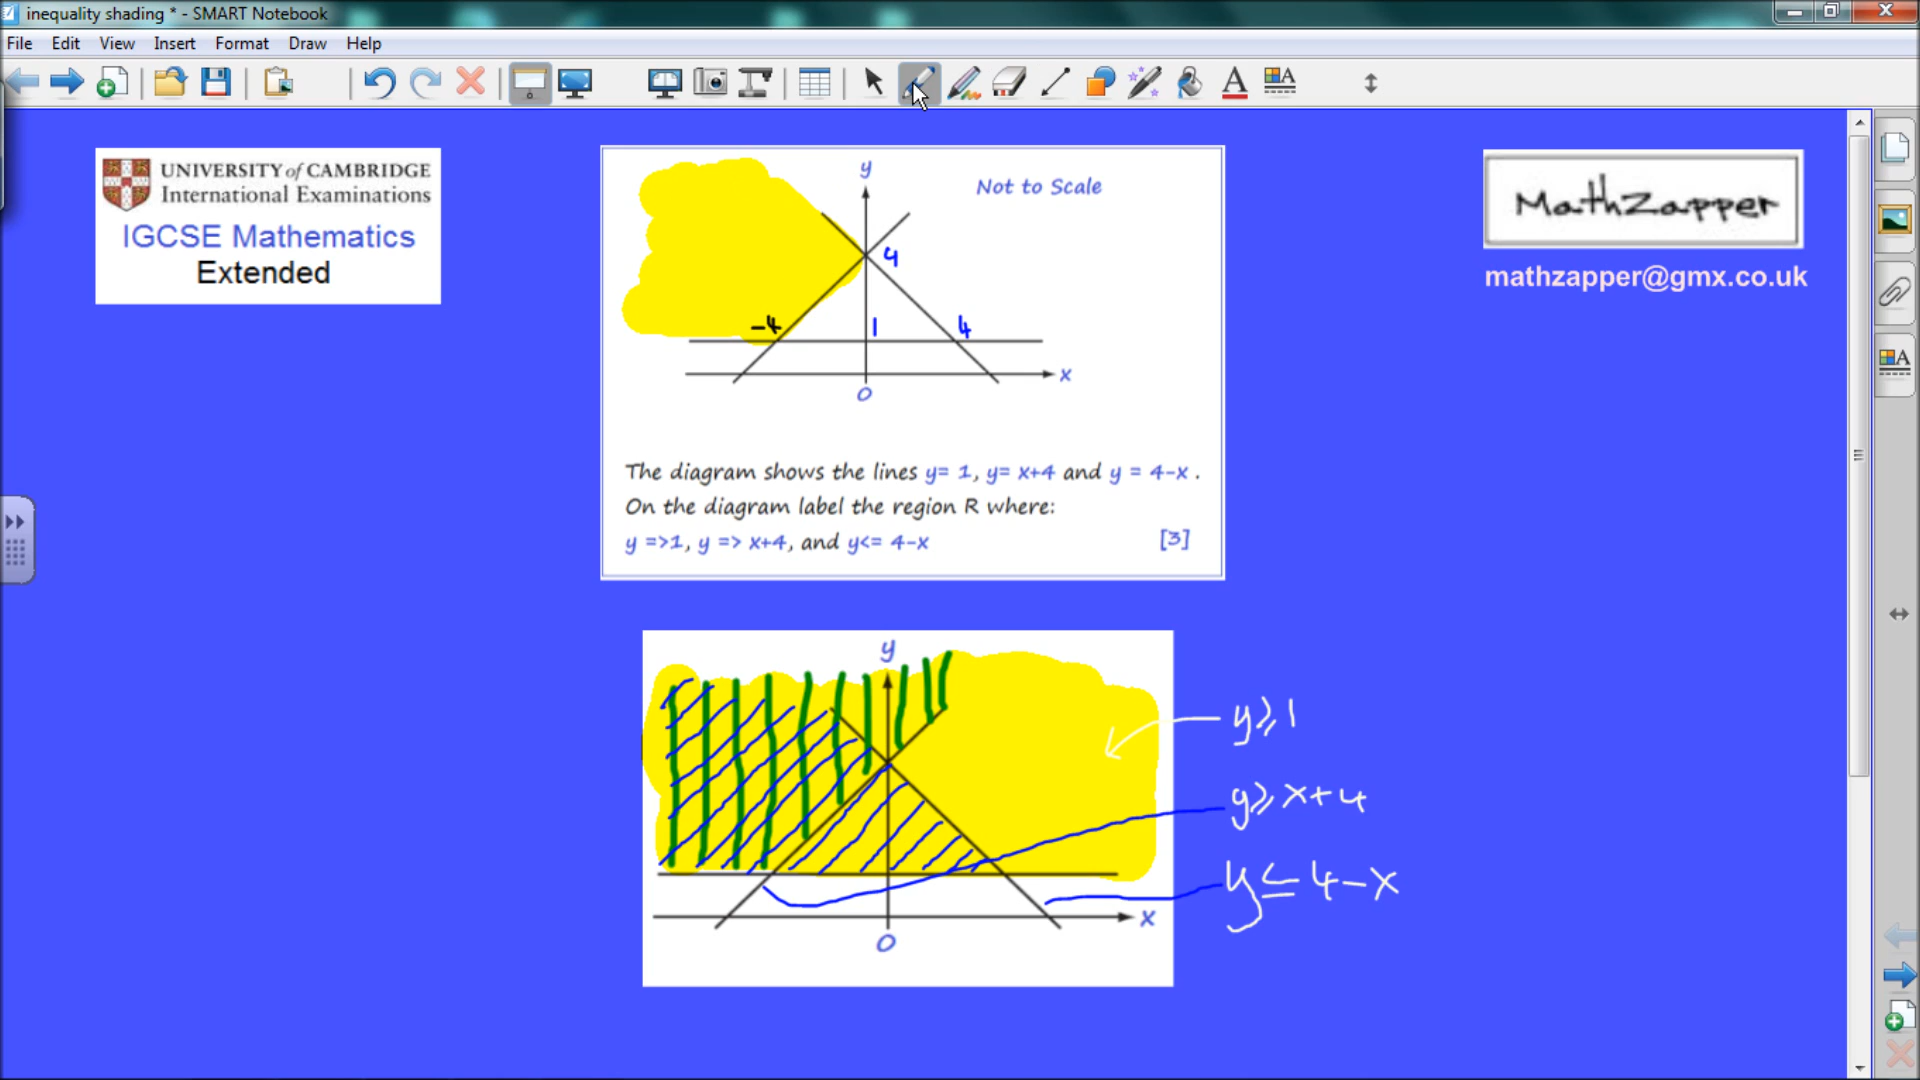 inequality shading * - SMART Notebook
File Edit View Insert Format Draw Help
UNIVERSITY of CAMBRIDGE
International Examinations
IGCSE Mathematics
Extended
y
Not to Scale
4
-4
1
4
x
O
The diagram shows the lines y= 1, y= x+4 and y = 4-x .
On the diagram label the region R where:
y =>1, y => x+4, and y<= 4-x [3]
MathZapper
mathzapper@gmx.co.uk
y
y⩾1
y⩾x+4
y≤4-x
x
O